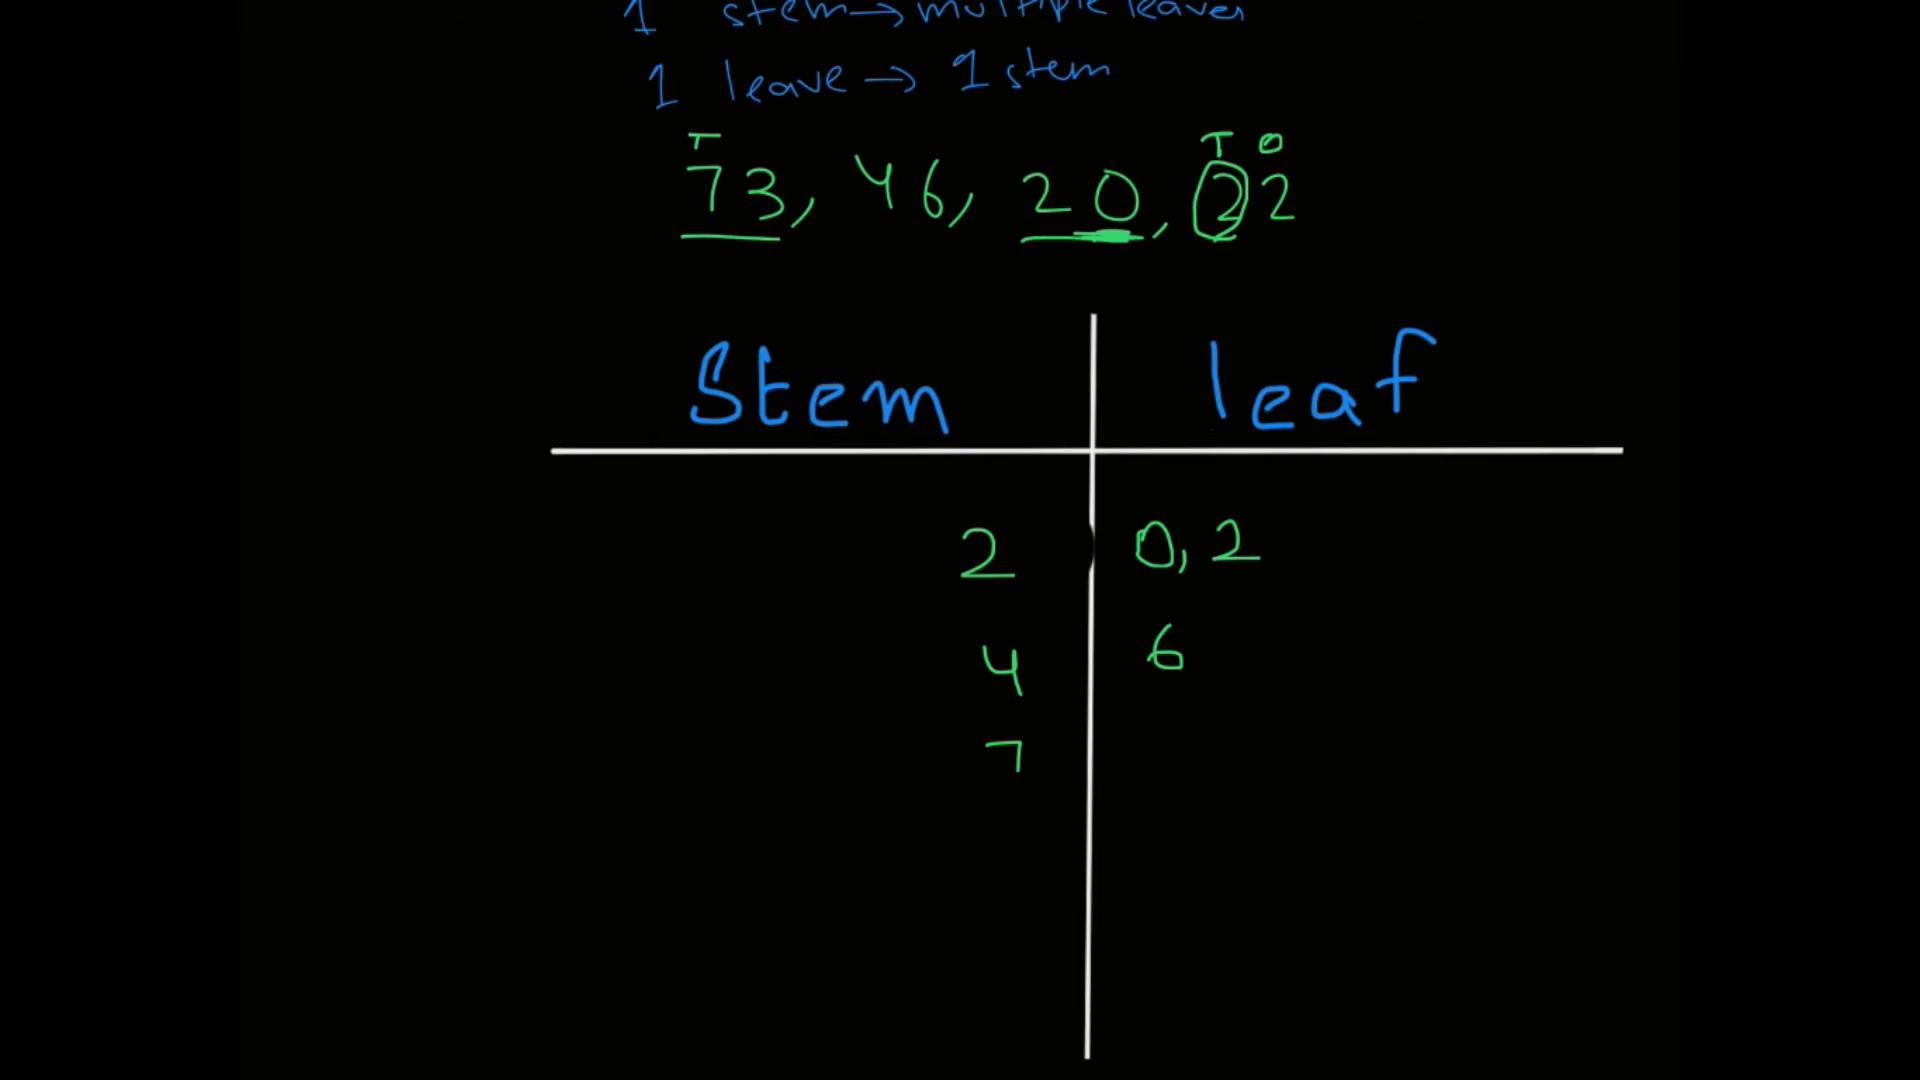 1 stem → multiple leaves
1 leave → 1 stem
T T O
73, 46, 20, 22
Stem leaf
2 0, 2
4 6
7